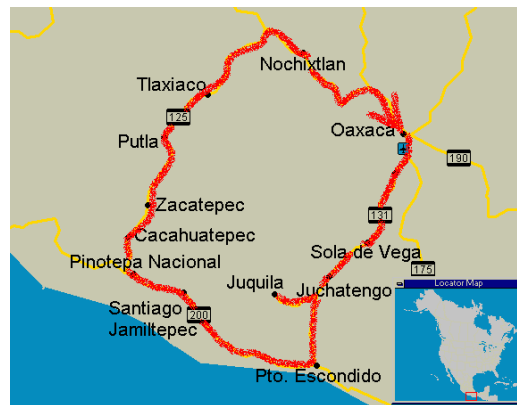 Nochixtlan
Tlaxiaco
125
Oaxaca
Putla
190
Zacatepec
131
Cacahuatepec
Sola de Vega
Pinotepa Nacional
175
Juquila
Juchatengo
Locator Map
Santiago
Jamiltepec
200
Pto. Escondido